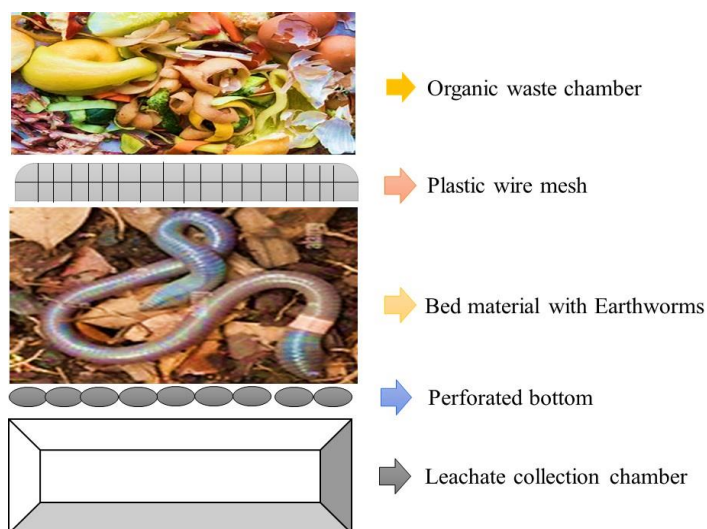 Organic waste chamber
Plastic wire mesh
Bed material with Earthworms
Perforated bottom
Leachate collection chamber